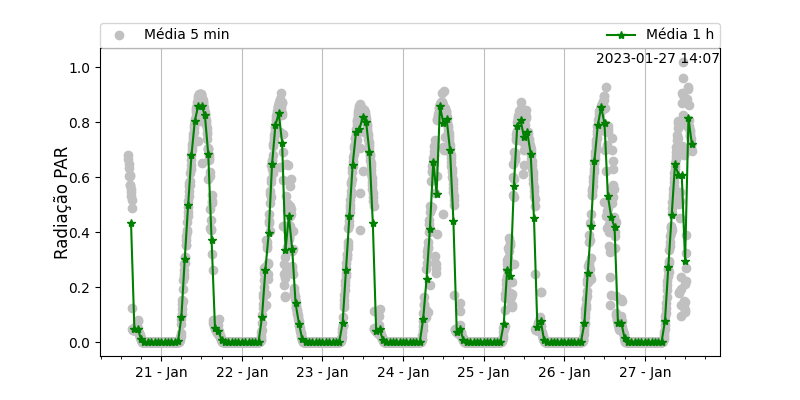 Média 5 min
Média 1 h
2023-01-27 14:07
Radiação PAR
1.0
0.8
0.6
0.4
0.2
0.0
21 - Jan
22 - Jan
23 - Jan
24 - Jan
25 - Jan
26 - Jan
27 - Jan